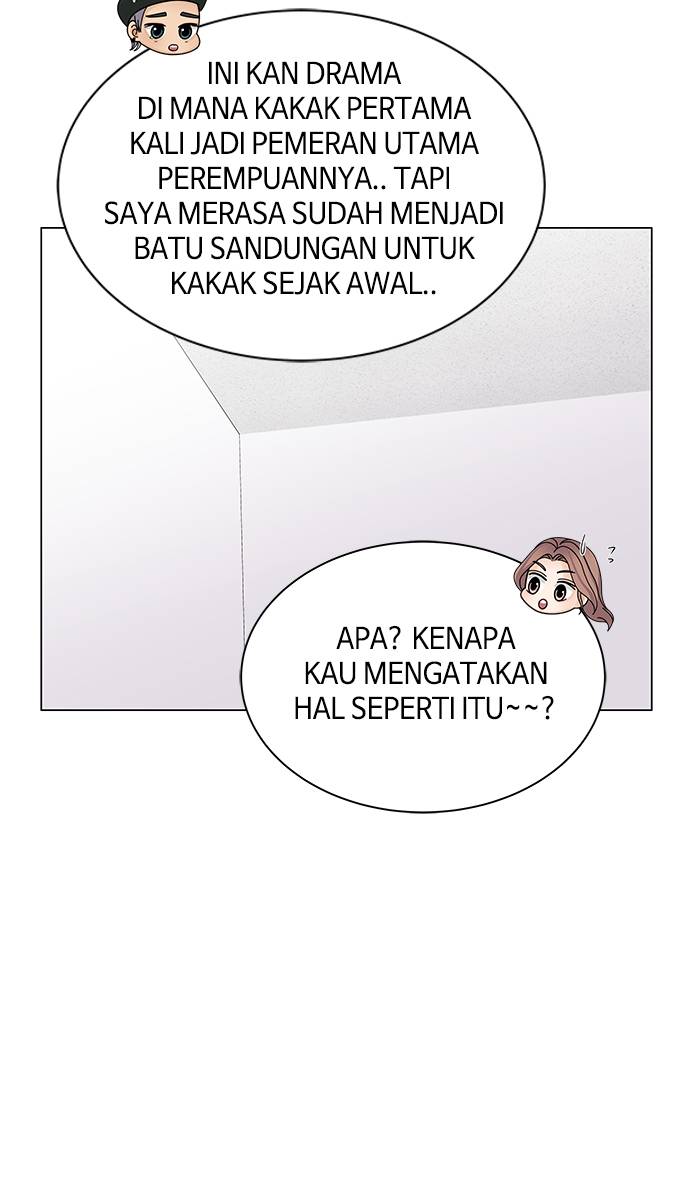 INI KAN DRAMA
DI MANA KAKAK PERTAMA
KALI JADI PEMERAN UTAMA
PEREMPUANNYA.. TAPI
SAYA MERASA SUDAH MENJADI
BATU SANDUNGAN UNTUK
KAKAK SEJAK AWAL..
APA? KENAPA
KAU MENGATAKAN
HAL SEPERTI ITU~~?